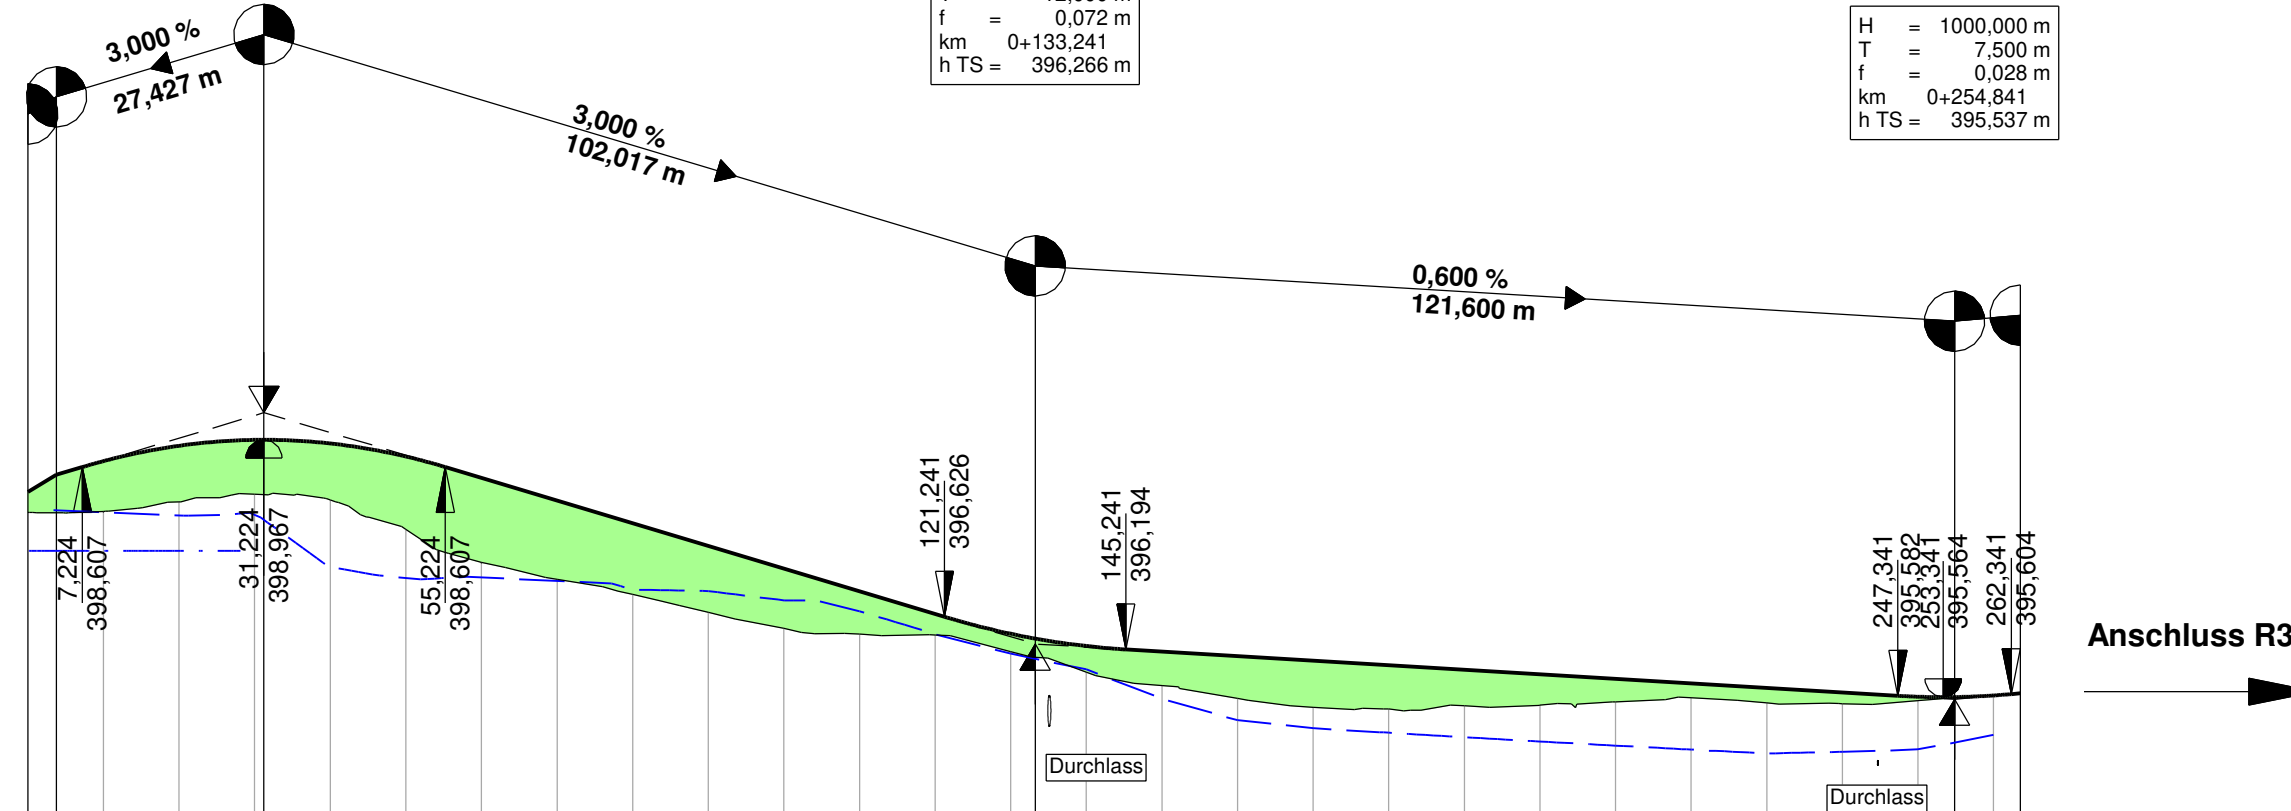 f = 0,072 m
km 0+133,241
h TS = 396,266 m
H = 1000,000 m
T = 7,500 m
f = 0,028 m
km 0+254,841
h TS = 395,537 m
3,000 %
27,427 m
3,000 %
102,017 m
0,600 %
121,600 m
7,224
398,607
31,224
398,967
55,224
398,607
121,241
396,626
145,241
396,194
247,341
395,582
253,341
395,564
262,341
395,604
Anschluss R3
Durchlass
Durchlass